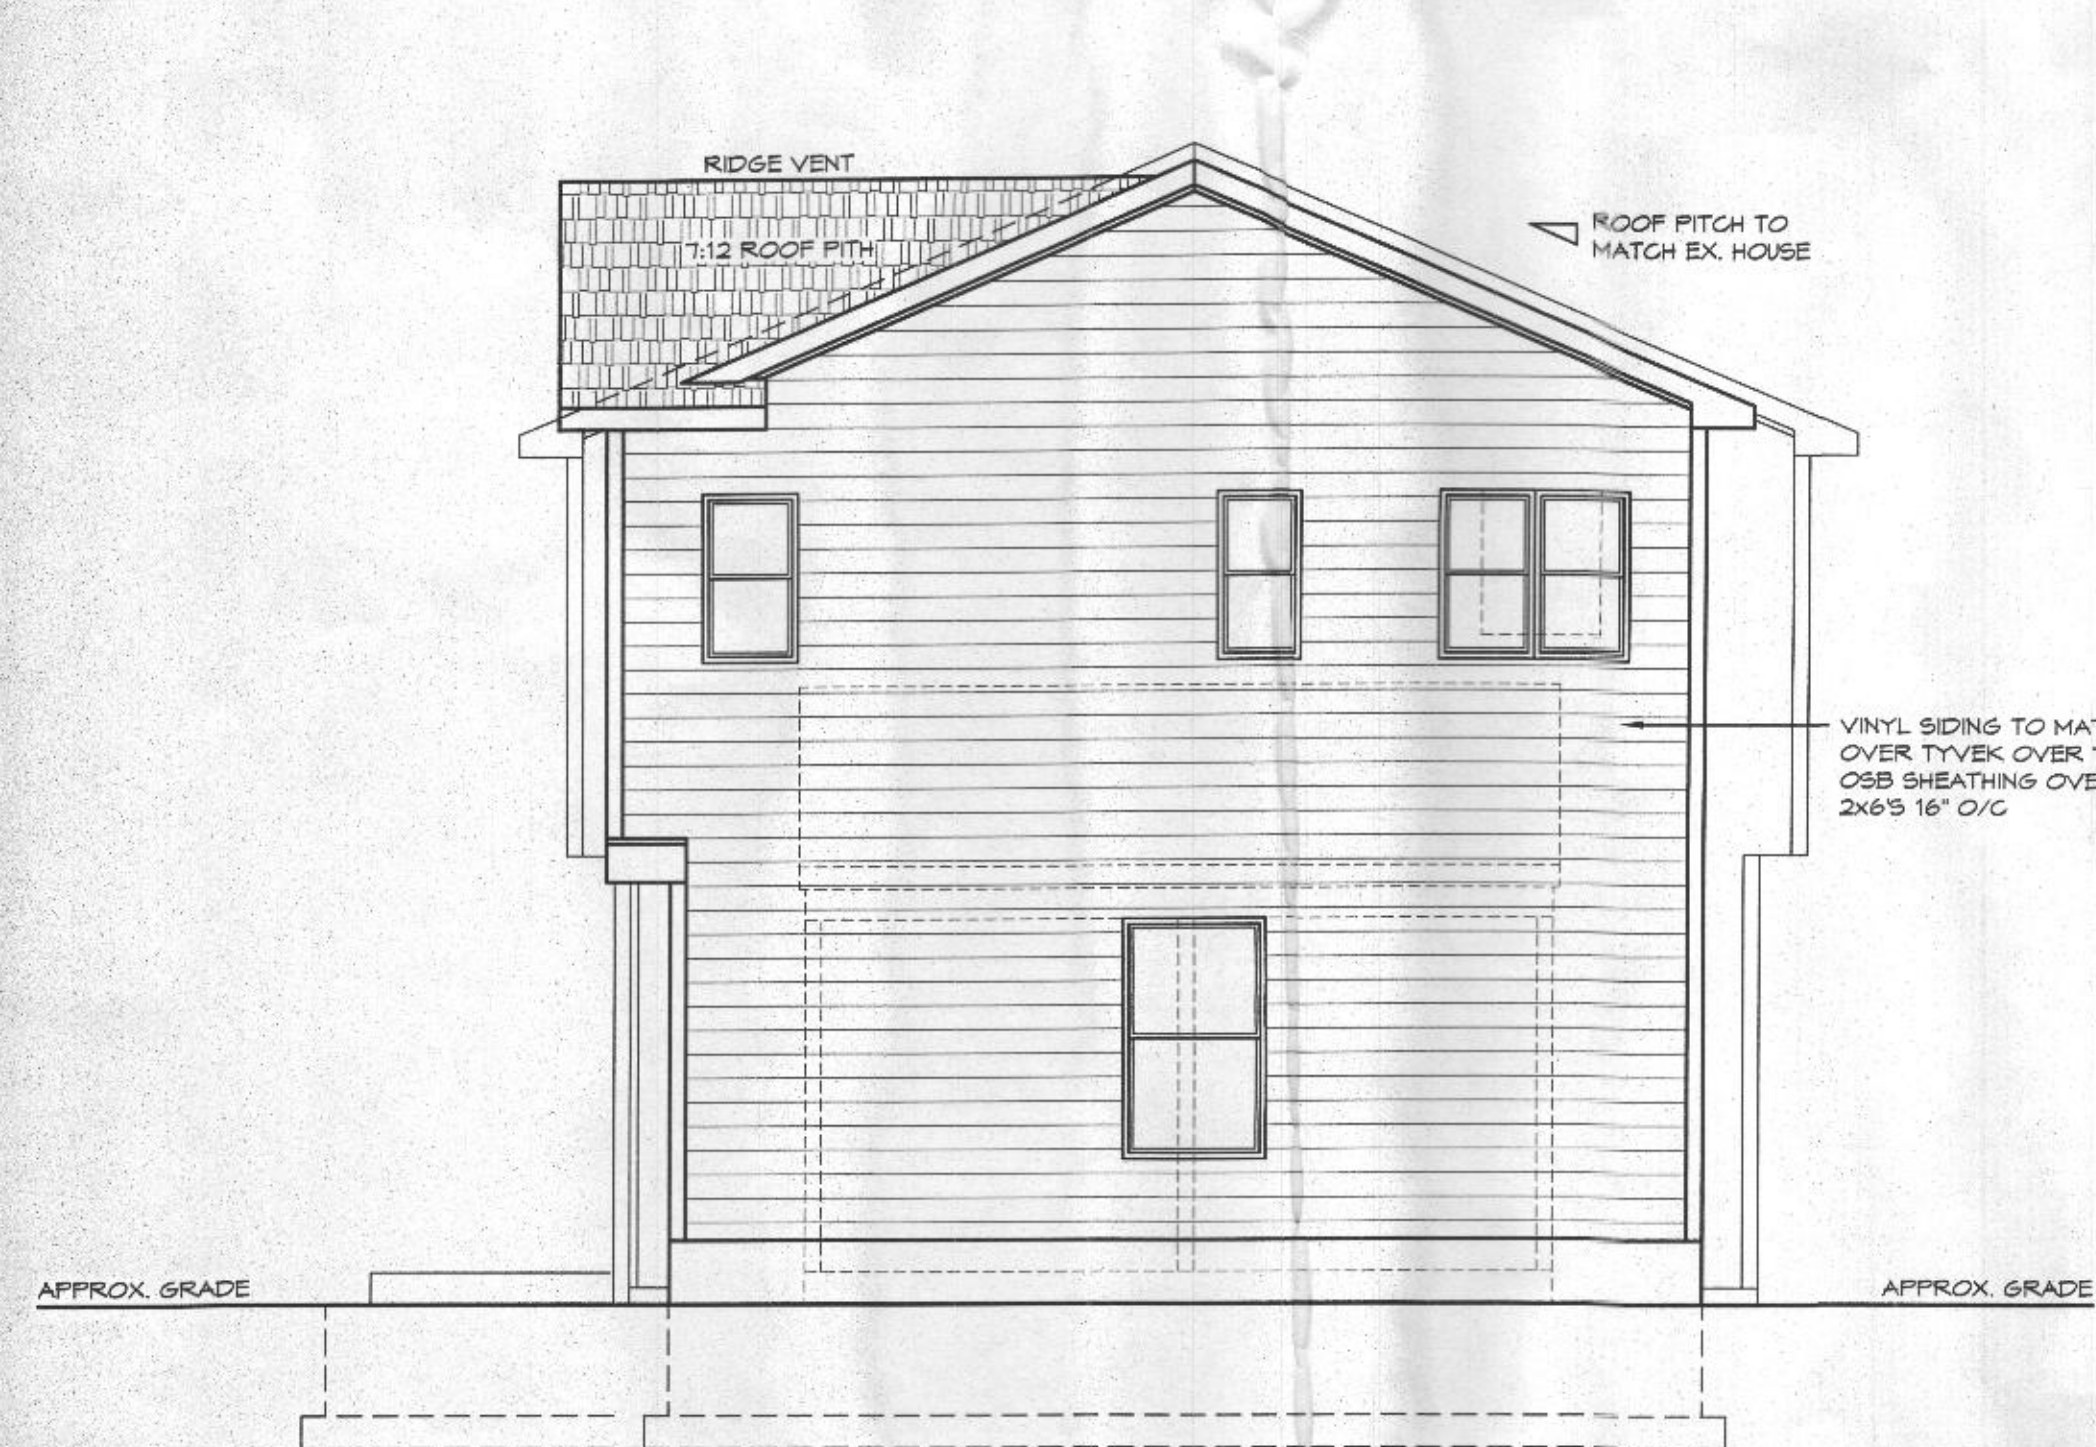 RIDGE VENT
7:12 ROOF PITH
ROOF PITCH TO
MATCH EX. HOUSE
VINYL SIDING TO MAT
OVER TYVEK OVER
OSB SHEATHING OVE
2x6'S 16" O/C
APPROX. GRADE
APPROX. GRADE